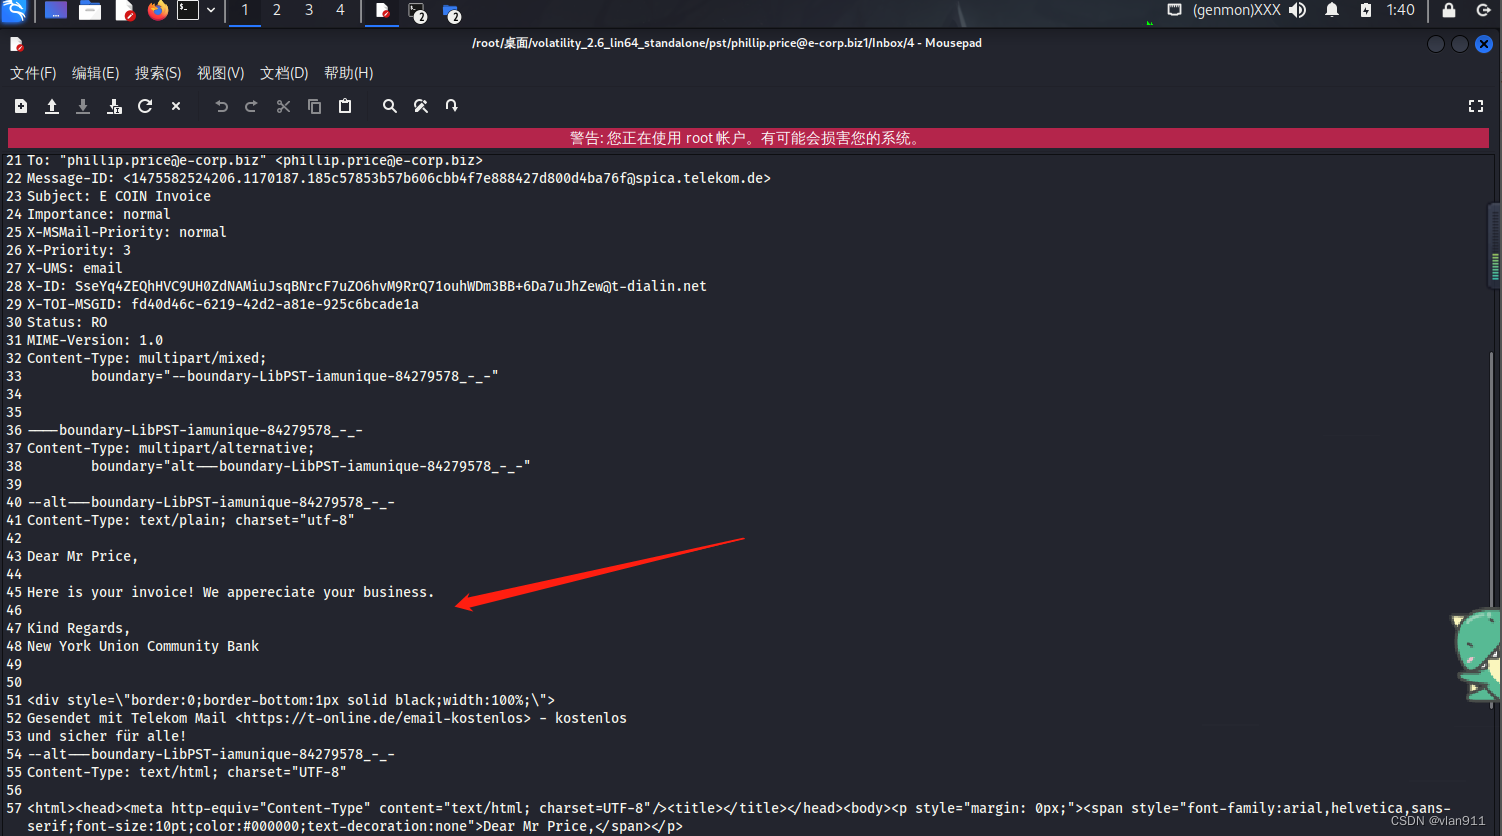 1 2 3 4 2 2 (genmon)XXX 1:40
/root/桌面/volatility_2.6_lin64_standalone/pst/phillip.price@e-corp.biz1/Inbox/4 - Mousepad
文件(F) 编辑(E) 搜索(S) 视图(V) 文档(D) 帮助(H)
警告: 您正在使用 root 帐户。有可能会损害您的系统。
21 To: "phillip.price@e-corp.biz" <phillip.price@e-corp.biz>
22 Message-ID: <1475582524206.1170187.185c57853b57b606cbb4f7e888427d800d4ba76f@spica.telekom.de>
23 Subject: E COIN Invoice
24 Importance: normal
25 X-MSMail-Priority: normal
26 X-Priority: 3
27 X-UMS: email
28 X-ID: SseYq4ZEQhHVC9UH0ZdNAMiuJsqBNrcF7uZO6hvM9RrQ71ouhWDm3BB+6Da7uJhZew@t-dialin.net
29 X-TOI-MSGID: fd40d46c-6219-42d2-a81e-925c6bcade1a
30 Status: RO
31 MIME-Version: 1.0
32 Content-Type: multipart/mixed;
33 boundary="--boundary-LibPST-iamunique-84279578_-_-"
34
35
36 ----boundary-LibPST-iamunique-84279578_-_-
37 Content-Type: multipart/alternative;
38 boundary="alt---boundary-LibPST-iamunique-84279578_-_-"
39
40 --alt---boundary-LibPST-iamunique-84279578_-_-
41 Content-Type: text/plain; charset="utf-8"
42
43 Dear Mr Price,
44
45 Here is your invoice! We appereciate your business.
46
47 Kind Regards,
48 New York Union Community Bank
49
50
51 <div style=\"border:0;border-bottom:1px solid black;width:100%;\">
52 Gesendet mit Telekom Mail <https://t-online.de/email-kostenlos> - kostenlos
53 und sicher für alle!
54 --alt---boundary-LibPST-iamunique-84279578_-_-
55 Content-Type: text/html; charset="UTF-8"
56
57 <html><head><meta http-equiv="Content-Type" content="text/html; charset=UTF-8"/><title></title></head><body><p style="margin: 0px;"><span style="font-family:arial,helvetica,sans-
serif;font-size:10pt;color:#000000;text-decoration:none">Dear Mr Price,</span></p>
CSDN @vlan911